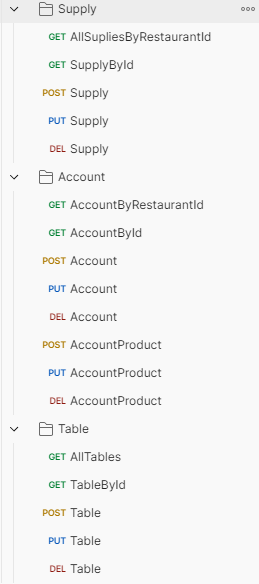 Supply
GET AllSupliesByRestaurantId
GET SupplyById
POST Supply
PUT Supply
DEL Supply
Account
GET AccountByRestaurantId
GET AccountById
POST Account
PUT Account
DEL Account
POST AccountProduct
PUT AccountProduct
DEL AccountProduct
Table
GET AllTables
GET TableById
POST Table
PUT Table
DEL Table